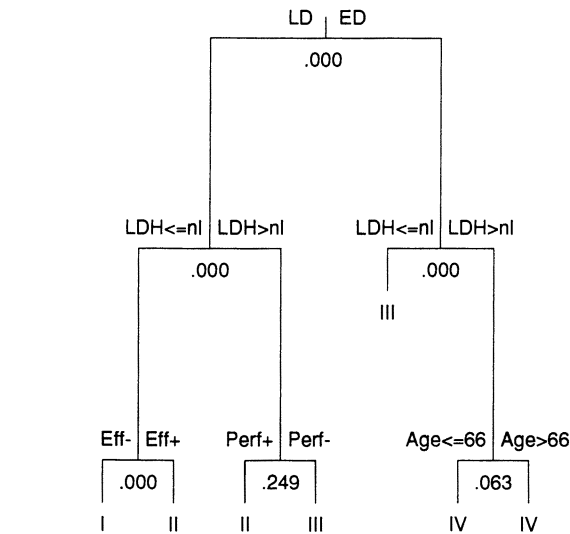 LD ED
.000
LDH<=nl LDH>nl LDH<=nl LDH>nl
.000 .000
III
Eff- Eff+ Perf+ Perf- Age<=66 Age>66
.000 .249 .063
I II II III IV IV